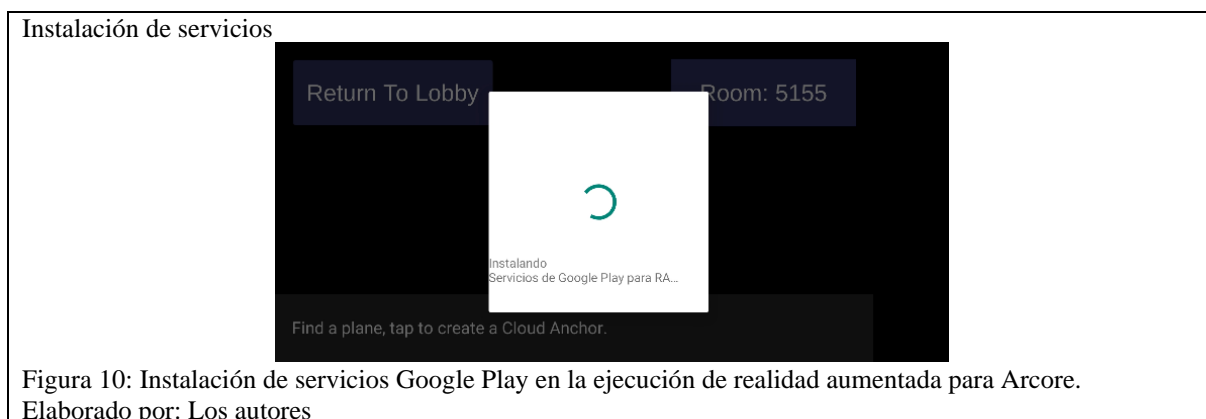 Instalación de servicios
Return To Lobby
Room: 5155
Instalando
Servicios de Google Play para RA...
Find a plane, tap to create a Cloud Anchor.
Figura 10: Instalación de servicios Google Play en la ejecución de realidad aumentada para Arcore.
Elaborado por: Los autores